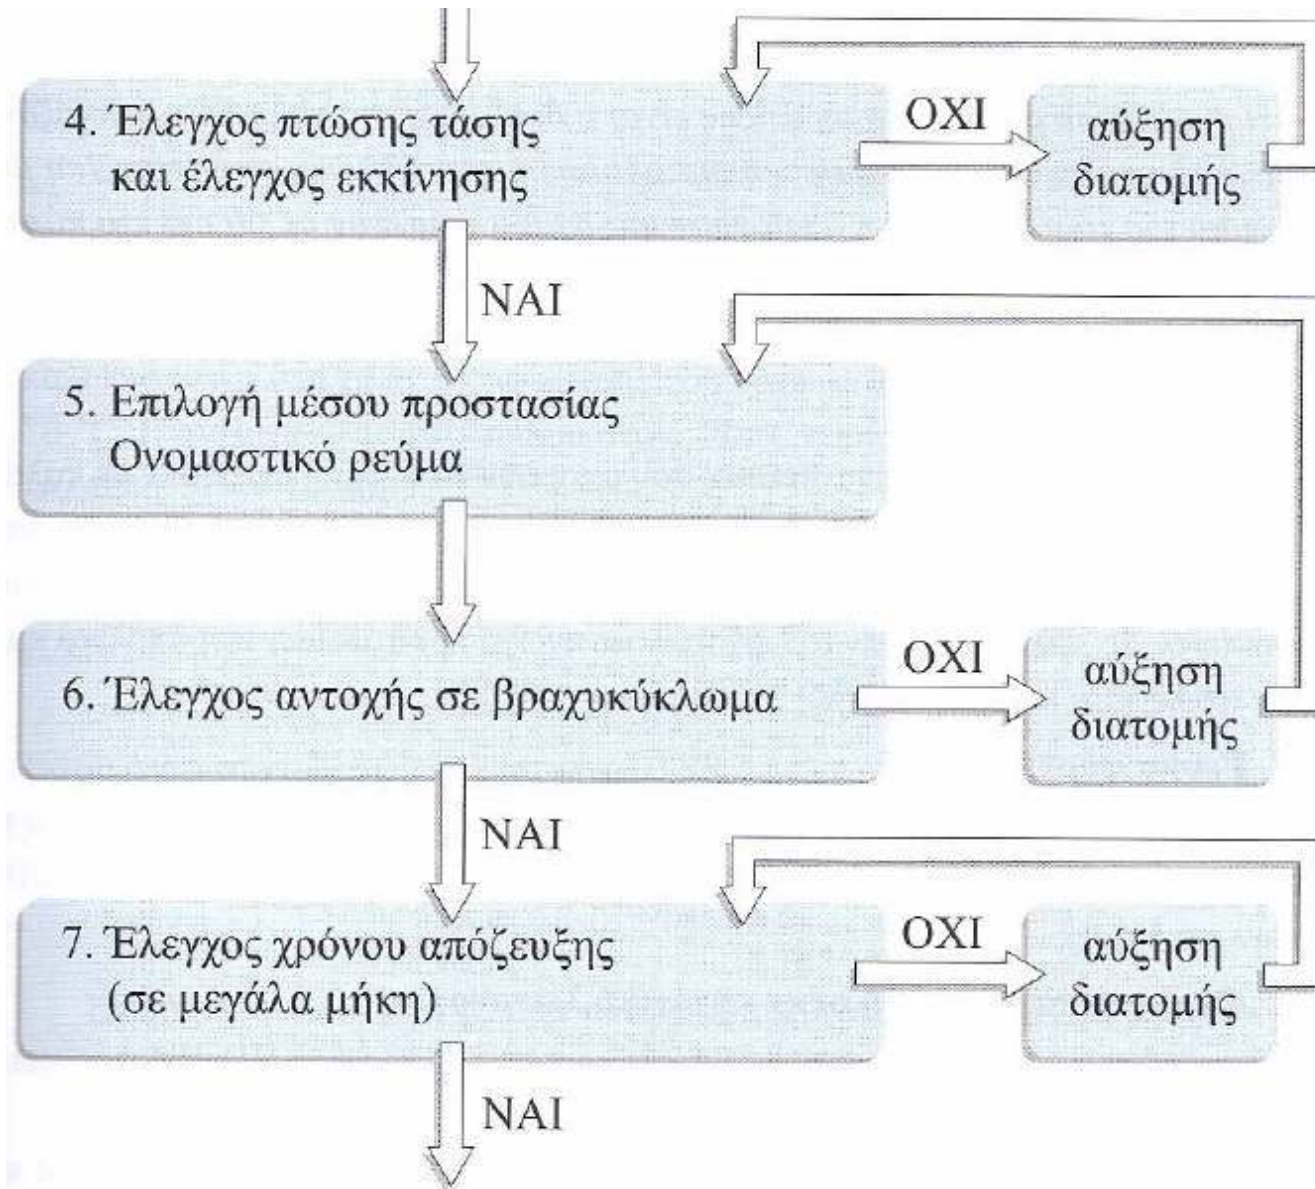 4. Έλεγχος πτώσης τάσης
και έλεγχος εκκίνησης
ΟΧΙ
αύξηση
διατομής
ΝΑΙ
5. Επιλογή μέσου προστασίας
Ονομαστικό ρεύμα
6. Έλεγχος αντοχής σε βραχυκύκλωμα
ΟΧΙ
αύξηση
διατομής
ΝΑΙ
7. Έλεγχος χρόνου απόζευξης
(σε μεγάλα μήκη)
ΟΧΙ
αύξηση
διατομής
ΝΑΙ